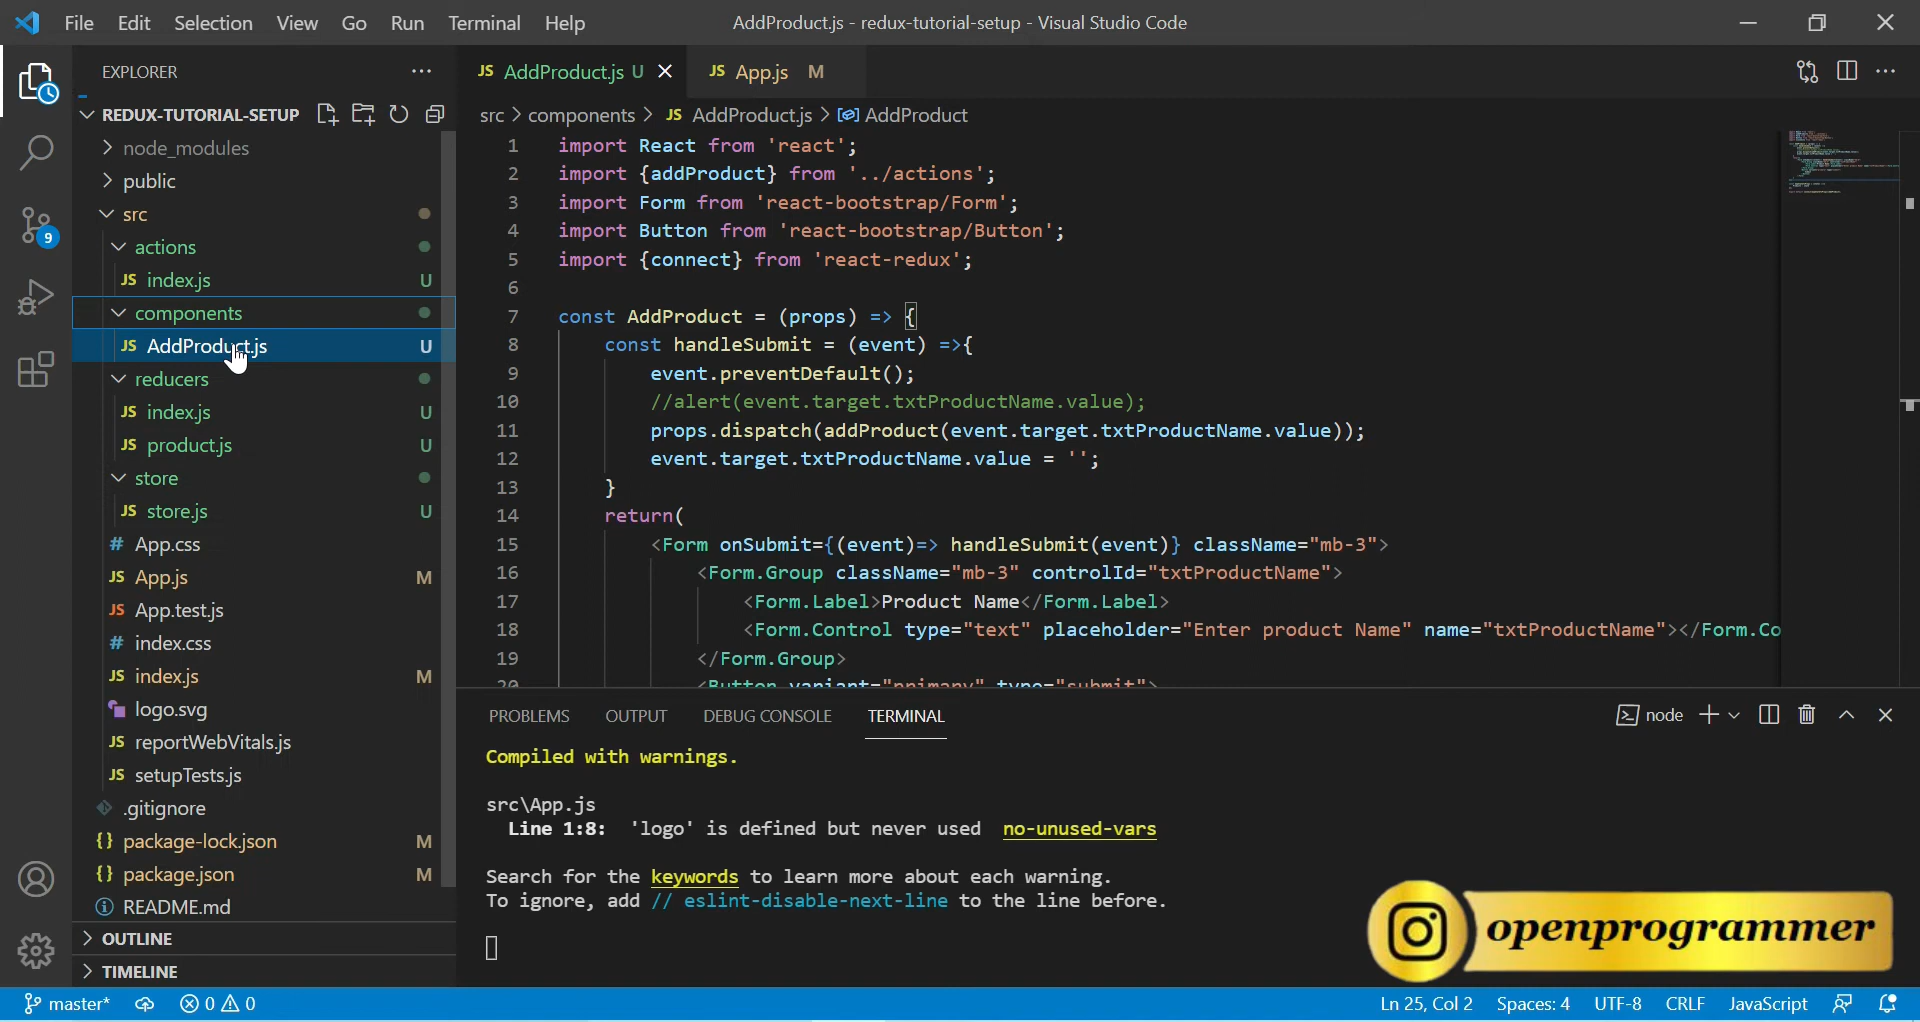 File Edit Selection View Go Run Terminal Help
AddProduct.js - redux-tutorial-setup - Visual Studio Code
EXPLORER
REDUX-TUTORIAL-SETUP
node_modules
public
src
actions
JS index.js U
components
JS AddProduct.js U
reducers
JS index.js U
JS product.js U
store
JS store.js U
# App.css
JS App.js M
JS App.test.js
# index.css
JS index.js M
logo.svg
JS reportWebVitals.js
JS setupTests.js
.gitignore
{} package-lock.json M
{} package.json M
README.md
OUTLINE
TIMELINE
9
JS AddProduct.js U
JS App.js M
src > components > JS AddProduct.js > AddProduct
1 import React from 'react';
2 import {addProduct} from '../actions';
3 import Form from 'react-bootstrap/Form';
4 import Button from 'react-bootstrap/Button';
5 import {connect} from 'react-redux';
6
7 const AddProduct = (props) => {
8 const handleSubmit = (event) =>{
9 event.preventDefault();
10 //alert(event.target.txtProductName.value);
11 props.dispatch(addProduct(event.target.txtProductName.value));
12 event.target.txtProductName.value = '';
13 }
14 return(
15 <Form onSubmit={(event)=> handleSubmit(event)} className="mb-3">
16 <Form.Group className="mb-3" controlId="txtProductName">
17 <Form.Label>Product Name</Form.Label>
18 <Form.Control type="text" placeholder="Enter product Name" name="txtProductName"></Form.Co
19 </Form.Group>
20 <Button variant="primary" type="submit">
PROBLEMS OUTPUT DEBUG CONSOLE TERMINAL
node
Compiled with warnings.
src\App.js
Line 1:8: 'logo' is defined but never used no-unused-vars
Search for the keywords to learn more about each warning.
To ignore, add // eslint-disable-next-line to the line before.
openprogrammer
master* 0 0
Ln 25, Col 2 Spaces: 4 UTF-8 CRLF JavaScript